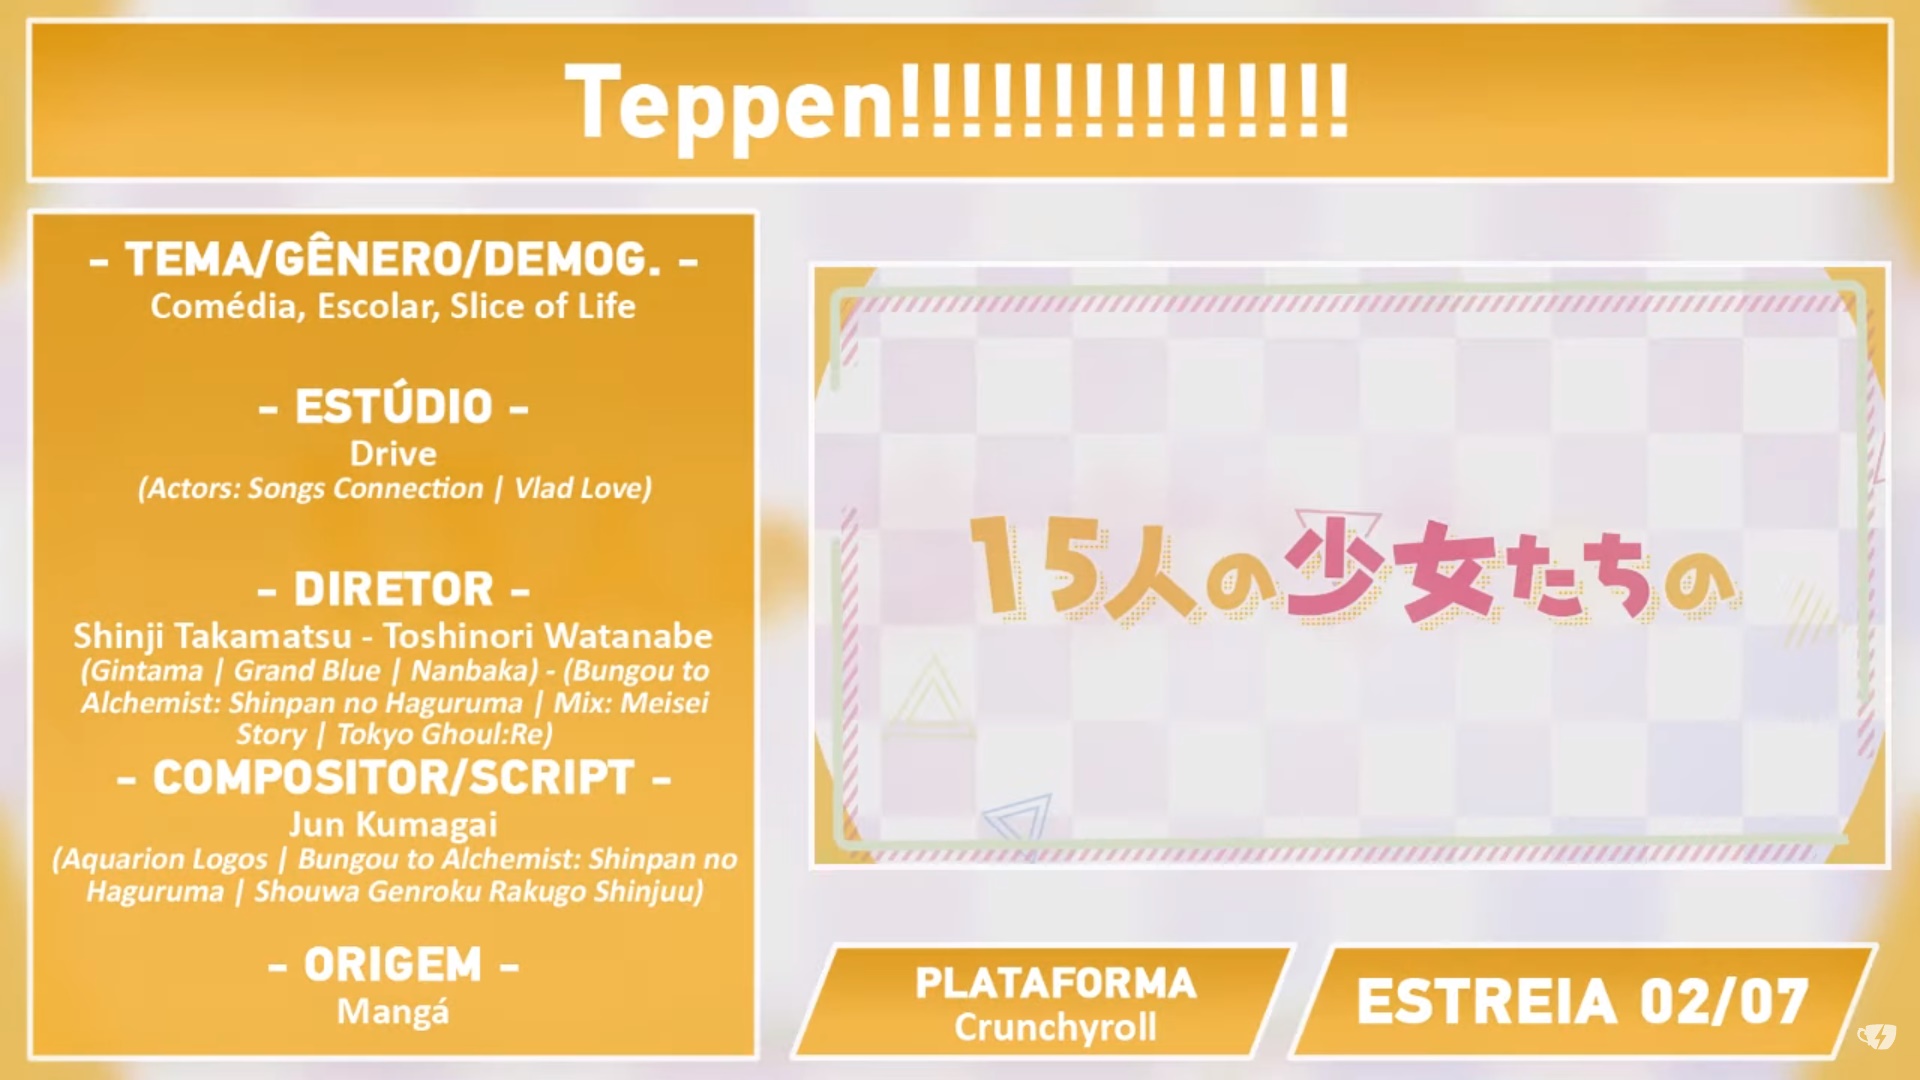 Teppen!!!!!!!!!!!!!!!
- TEMA/GÊNERO/DEMOG. -
Comédia, Escolar, Slice of Life
- ESTÚDIO -
Drive
(Actors: Songs Connection | Vlad Love)
- DIRETOR -
Shinji Takamatsu - Toshinori Watanabe
(Gintama | Grand Blue | Nanbaka) - (Bungou to
Alchemist: Shinpan no Haguruma | Mix: Meisei
Story | Tokyo Ghoul:Re)
- COMPOSITOR/SCRIPT -
Jun Kumagai
(Aquarion Logos | Bungou to Alchemist: Shinpan no
Haguruma | Shouwa Genroku Rakugo Shinjuu)
- ORIGEM -
Mangá
15人の少女たちの
PLATAFORMA
Crunchyroll
ESTREIA 02/07